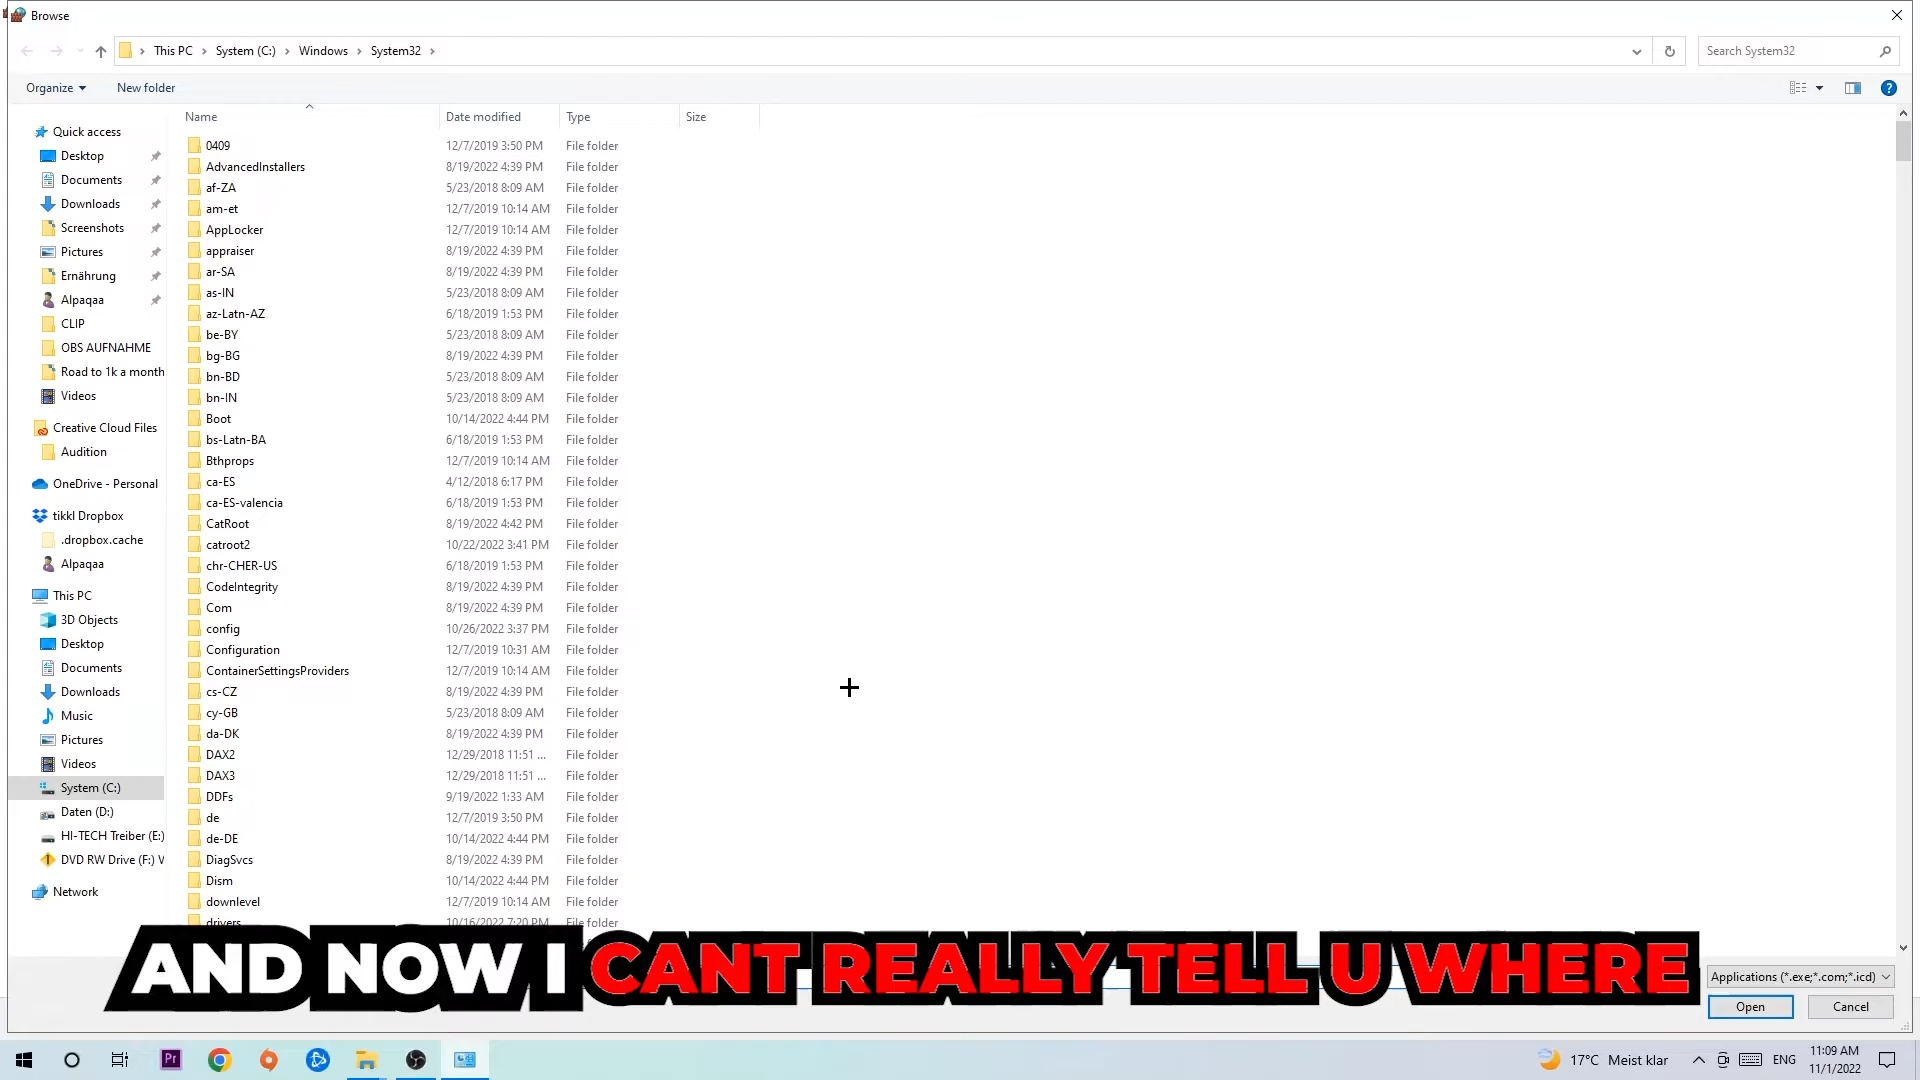 Browse
This PC > System (C:) > Windows > System32 >
Search System32
Organize
New folder
Name Date modified Type Size
Quick access
Desktop
Documents
Downloads
Screenshots
Pictures
Ernährung
Alpaqaa
CLIP
OBS AUFNAHME
Road to 1k a month
Videos
Creative Cloud Files
Audition
OneDrive - Personal
tikkl Dropbox
.dropbox.cache
Alpaqaa
This PC
3D Objects
Desktop
Documents
Downloads
Music
Pictures
Videos
System (C:)
Daten (D:)
HI-TECH Treiber (E:)
DVD RW Drive (F:) V
Network
0409 12/7/2019 3:50 PM File folder
AdvancedInstallers 8/19/2022 4:39 PM File folder
af-ZA 5/23/2018 8:09 AM File folder
am-et 12/7/2019 10:14 AM File folder
AppLocker 12/7/2019 10:14 AM File folder
appraiser 8/19/2022 4:39 PM File folder
ar-SA 8/19/2022 4:39 PM File folder
as-IN 5/23/2018 8:09 AM File folder
az-Latn-AZ 6/18/2019 1:53 PM File folder
be-BY 5/23/2018 8:09 AM File folder
bg-BG 8/19/2022 4:39 PM File folder
bn-BD 5/23/2018 8:09 AM File folder
bn-IN 5/23/2018 8:09 AM File folder
Boot 10/14/2022 4:44 PM File folder
bs-Latn-BA 6/18/2019 1:53 PM File folder
Bthprops 12/7/2019 10:14 AM File folder
ca-ES 4/12/2018 6:17 PM File folder
ca-ES-valencia 6/18/2019 1:53 PM File folder
CatRoot 8/19/2022 4:42 PM File folder
catroot2 10/22/2022 3:41 PM File folder
chr-CHER-US 6/18/2019 1:53 PM File folder
CodeIntegrity 8/19/2022 4:39 PM File folder
Com 8/19/2022 4:39 PM File folder
config 10/26/2022 3:37 PM File folder
Configuration 12/7/2019 10:31 AM File folder
ContainerSettingsProviders 12/7/2019 10:14 AM File folder
cs-CZ 8/19/2022 4:39 PM File folder
cy-GB 5/23/2018 8:09 AM File folder
da-DK 8/19/2022 4:39 PM File folder
DAX2 12/29/2018 11:51 ... File folder
DAX3 12/29/2018 11:51 ... File folder
DDFs 9/19/2022 1:33 AM File folder
de 12/7/2019 3:50 PM File folder
de-DE 10/14/2022 4:44 PM File folder
DiagSvcs 8/19/2022 4:39 PM File folder
Dism 10/14/2022 4:44 PM File folder
downlevel 12/7/2019 10:14 AM File folder
drivers 10/16/2022 7:20 PM File folder
AND NOW I CANT REALLY TELL U WHERE
Applications (*.exe;*.com;*.icd)
Open Cancel
Pr
17°C Meist klar
ENG
11:09 AM
11/1/2022